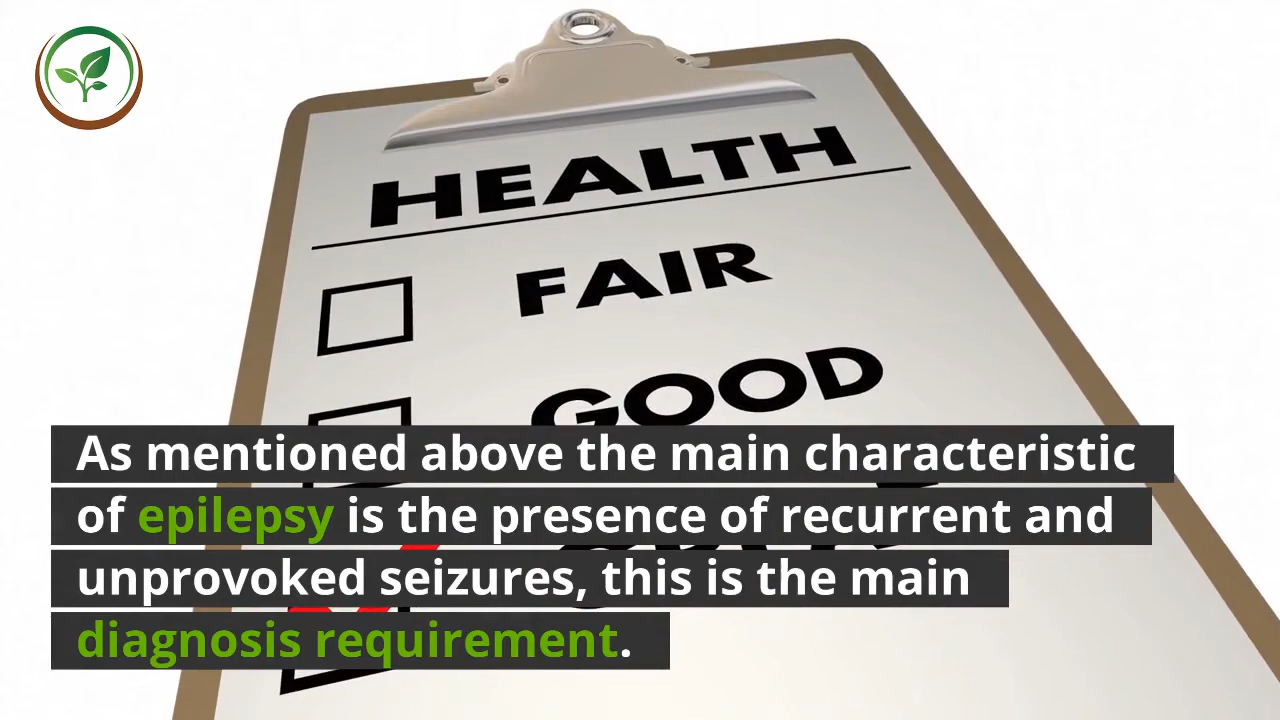 HEALTH
FAIR
GOOD
As mentioned above the main characteristic
of epilepsy is the presence of recurrent and
unprovoked seizures, this is the main
diagnosis requirement.